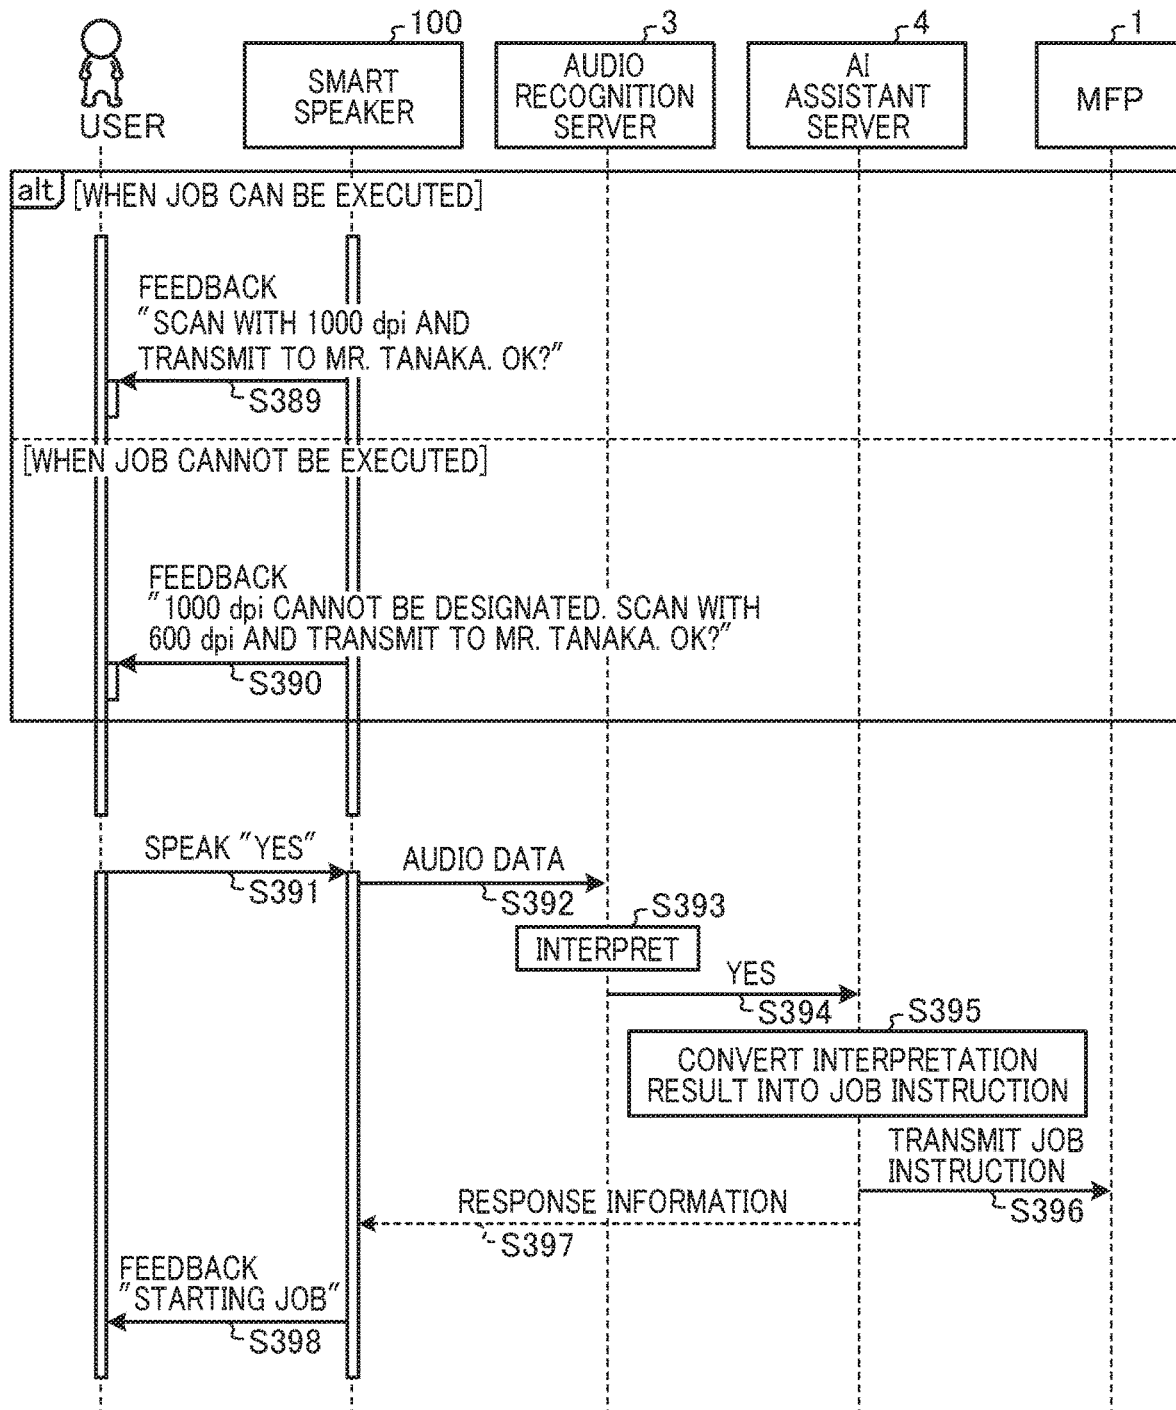 100
3
4
1
USER
SMART
SPEAKER
AUDIO
RECOGNITION
SERVER
AI
ASSISTANT
SERVER
MFP
alt
[WHEN JOB CAN BE EXECUTED]
FEEDBACK
"SCAN WITH 1000 dpi AND
TRANSMIT TO MR. TANAKA. OK?"
S389
[WHEN JOB CANNOT BE EXECUTED]
FEEDBACK
"1000 dpi CANNOT BE DESIGNATED. SCAN WITH
600 dpi AND TRANSMIT TO MR. TANAKA. OK?"
S390
SPEAK "YES"
S391
AUDIO DATA
S392
S393
INTERPRET
YES
S394
S395
CONVERT INTERPRETATION
RESULT INTO JOB INSTRUCTION
TRANSMIT JOB
INSTRUCTION
S396
RESPONSE INFORMATION
S397
FEEDBACK
"STARTING JOB"
S398